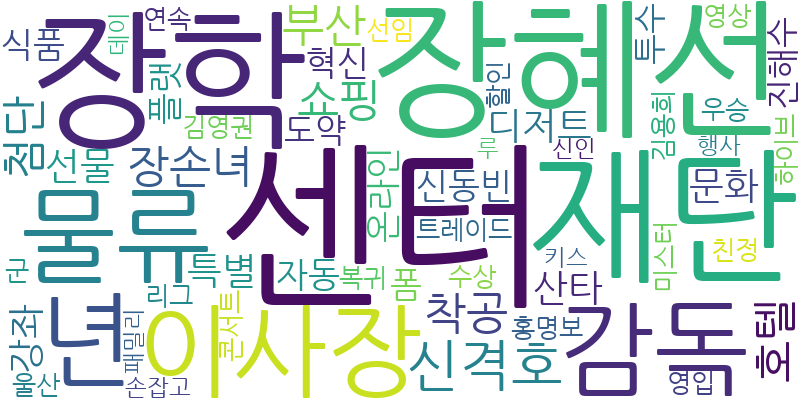 장학
장혜선
센터
재단
물류
이사장
년
감독
신격호
호텔
착공
장손녀
부산
쇼핑
첨단
선물
특별
자동
강좌
디저트
문화
신동빈
온라인
트레이드
산타
폼
식품
데이
연속
선임
혁신
플랫
김영권
도약
할인
영상
투수
진해수
우승
김용희
행사
하이브
신인
루
군
리그
복귀
수상
키스
미스터
친정
홍명보
영입
울산
패밀리
손잡고
콘서트